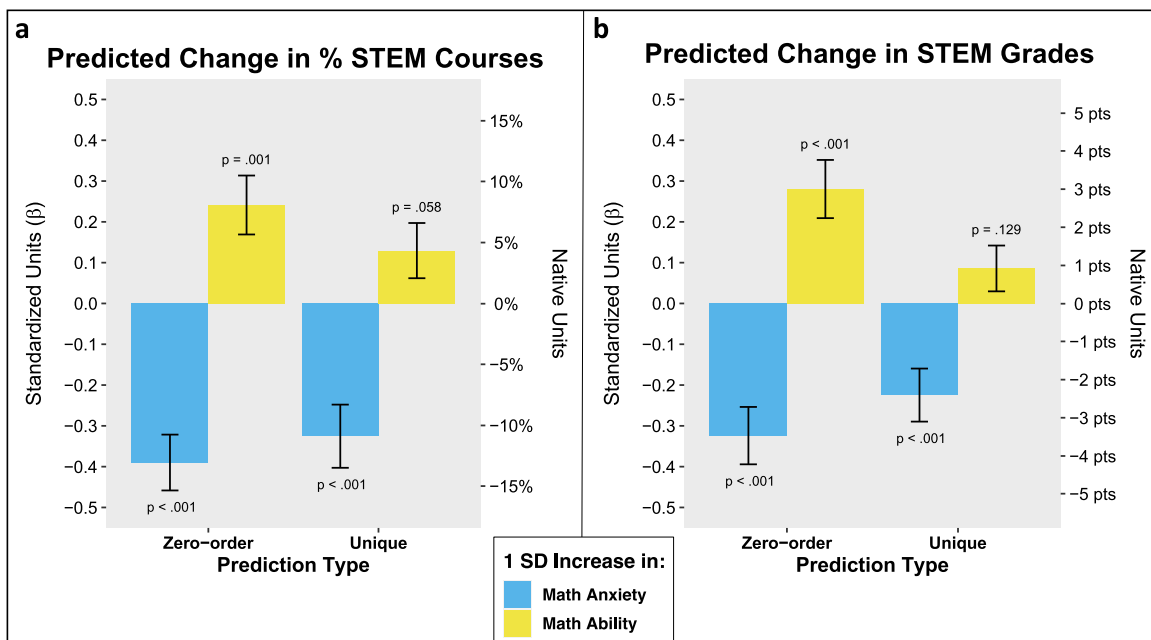 a
Predicted Change in % STEM Courses
Standardized Units (β)
0.5
0.4
0.3
0.2
0.1
0.0
−0.1
−0.2
−0.3
−0.4
−0.5
p = .001
p = .058
p < .001
p < .001
15%
10%
5%
0%
−5%
−10%
−15%
Native Units
Zero−order
Unique
Prediction Type
b
Predicted Change in STEM Grades
Standardized Units (β)
0.5
0.4
0.3
0.2
0.1
0.0
−0.1
−0.2
−0.3
−0.4
−0.5
p < .001
p = .129
p < .001
p < .001
5 pts
4 pts
3 pts
2 pts
1 pts
0 pts
−1 pts
−2 pts
−3 pts
−4 pts
−5 pts
Native Units
Zero−order
Unique
Prediction Type
1 SD Increase in:
Math Anxiety
Math Ability